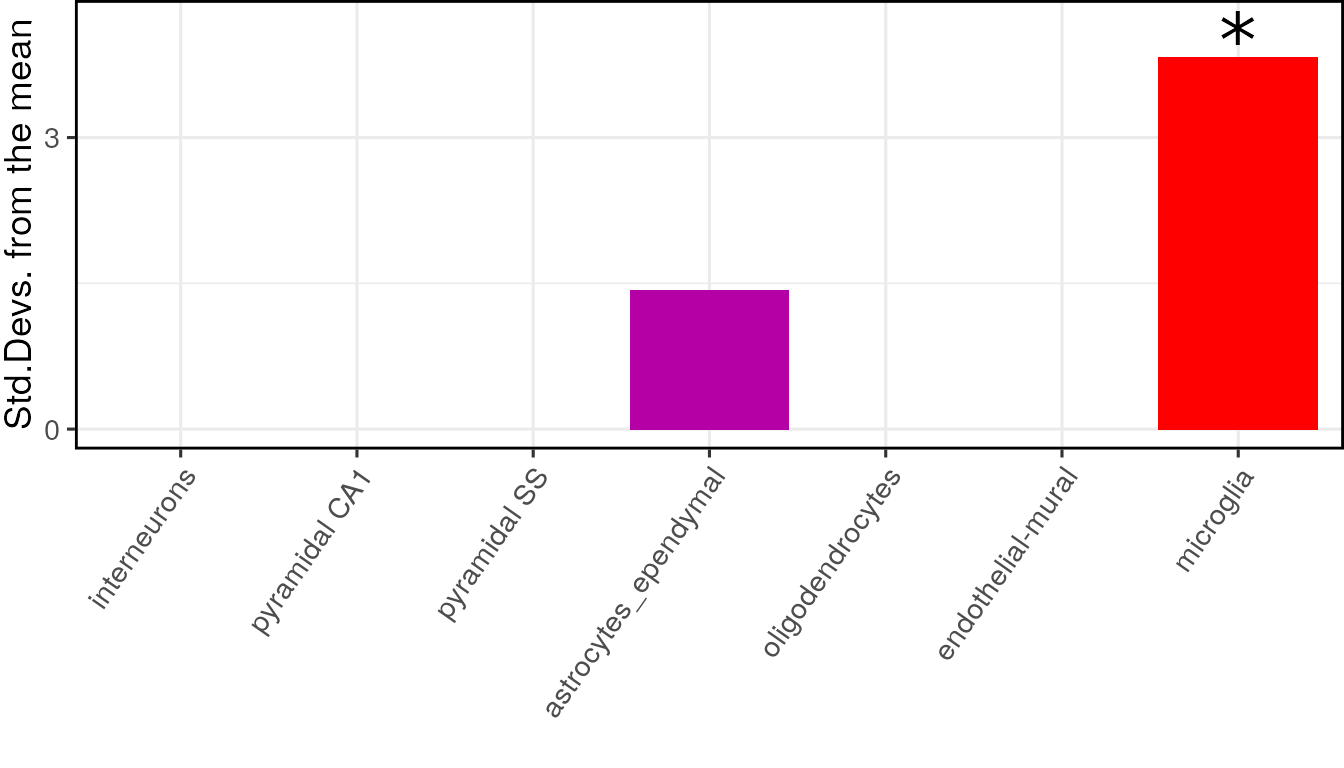 Std.Devs. from the mean
3
0
*
interneurons
pyramidal CA1
pyramidal SS
astrocytes_ependymal
oligodendrocytes
endothelial-mural
microglia